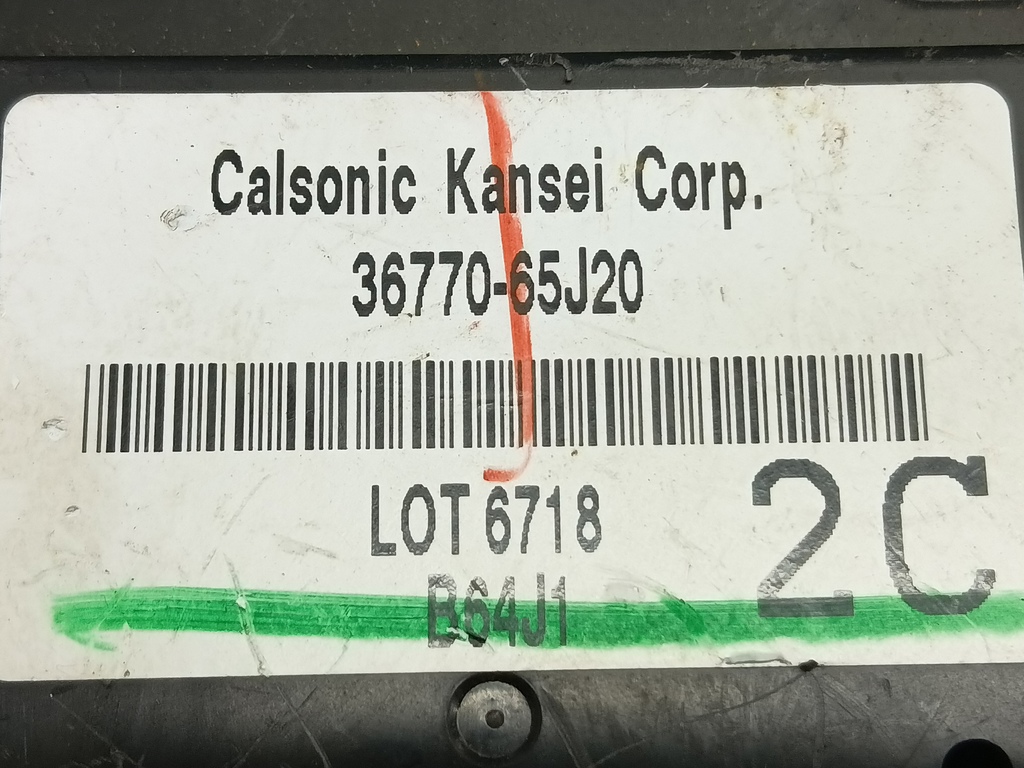 Calsonic Kansei Corp.
36770-65J20
LOT 6718
2C
B64J1